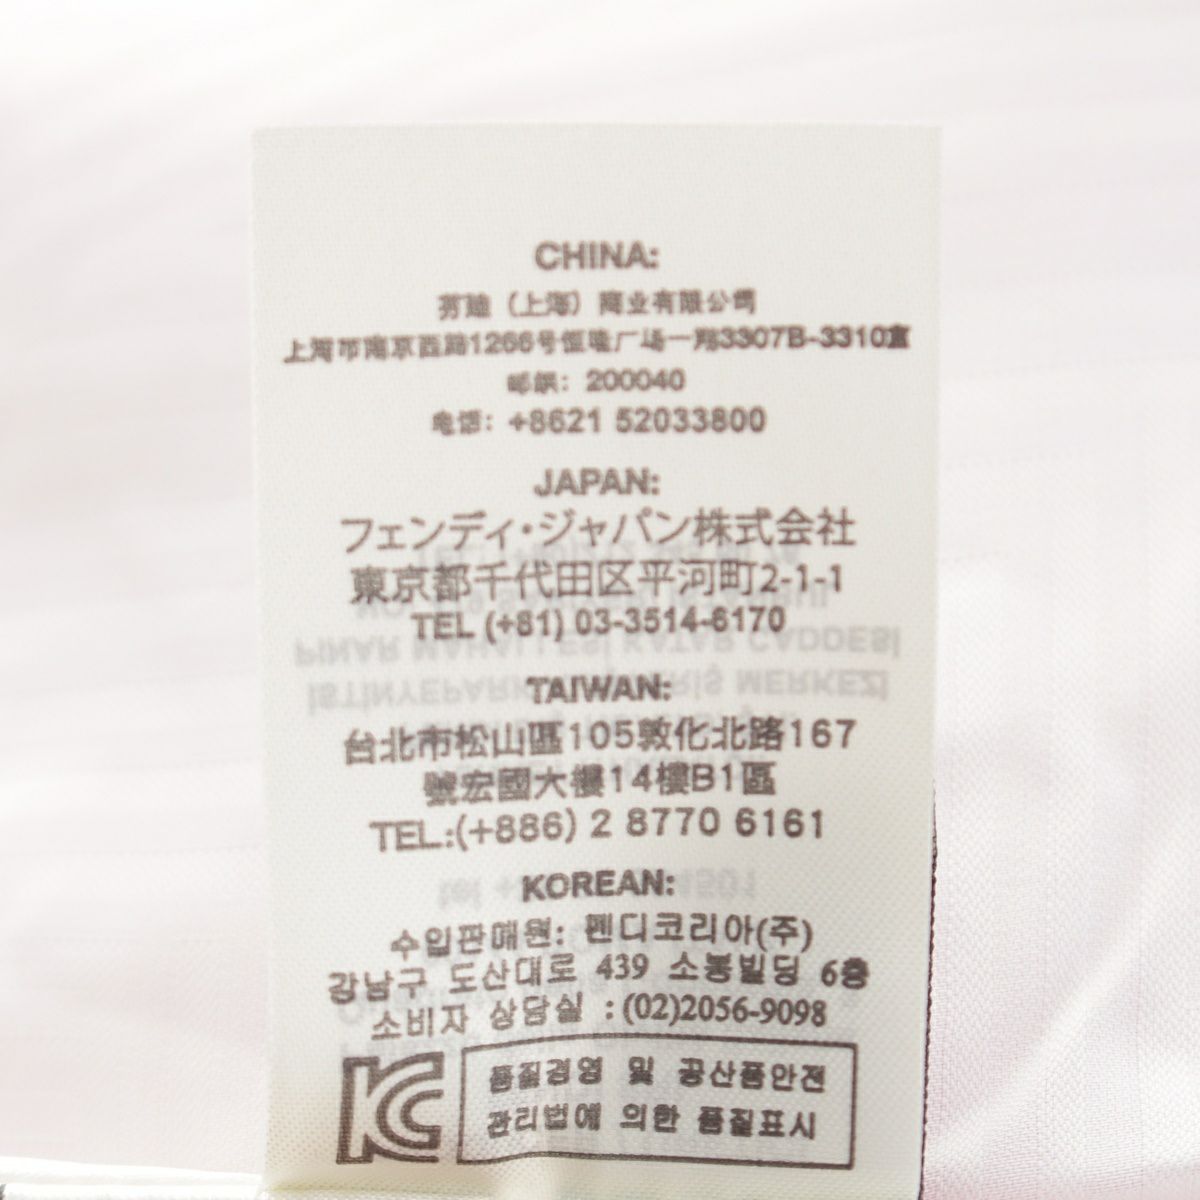 CHINA:
芬迪（上海）商业有限公司
上海市南京西路1266号恒隆广场一期3307B-3310室
邮编：200040
电话：+8621 52033800
JAPAN:
フェンディ・ジャパン株式会社
東京都千代田区平河町2-1-1
TEL (+81) 03-3514-6170
TAIWAN:
台北市松山區105敦化北路167
號宏國大樓14樓B1區
TEL.:(+886) 2 8770 6161
KOREAN:
수입판매원: 펜디코리아(주)
강남구 도산대로 439 소봉빌딩 6층
소비자 상담실 :(02)2056-9098
KC
품질경영 및 공산품안전
관리법에 의한 품질표시